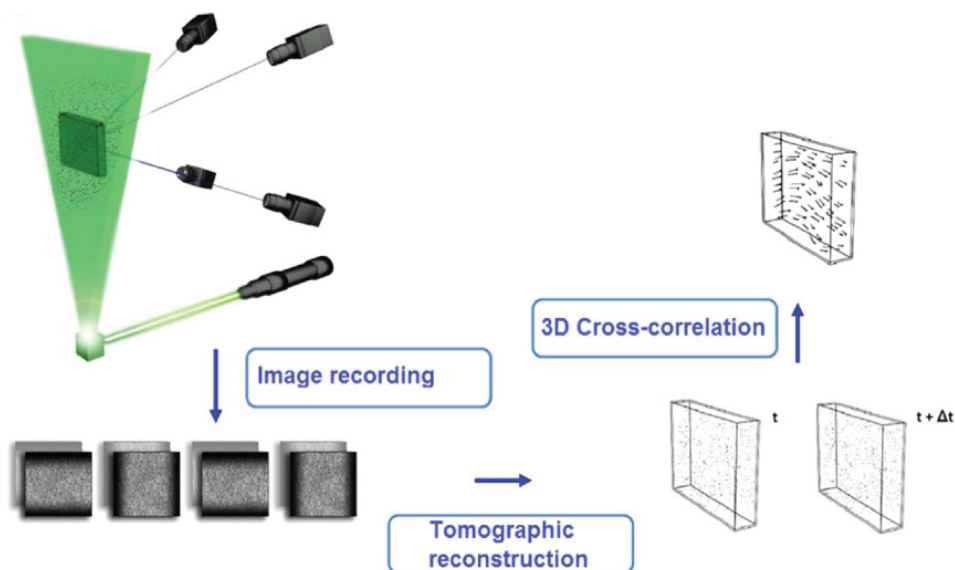 3D Cross-correlation
Image recording
t
t + Δt
Tomographic
reconstruction